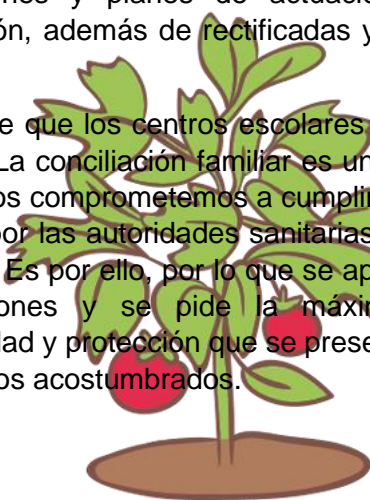 y planes de actuació
ón, además de rectificadas y
e que los centros escolares
La conciliación familiar es un
os comprometemos a cumplir
por las autoridades sanitarias
Es por ello, por lo que se ap
ones y se pide la máxim
dad y protección que se prese
os acostumbrados.